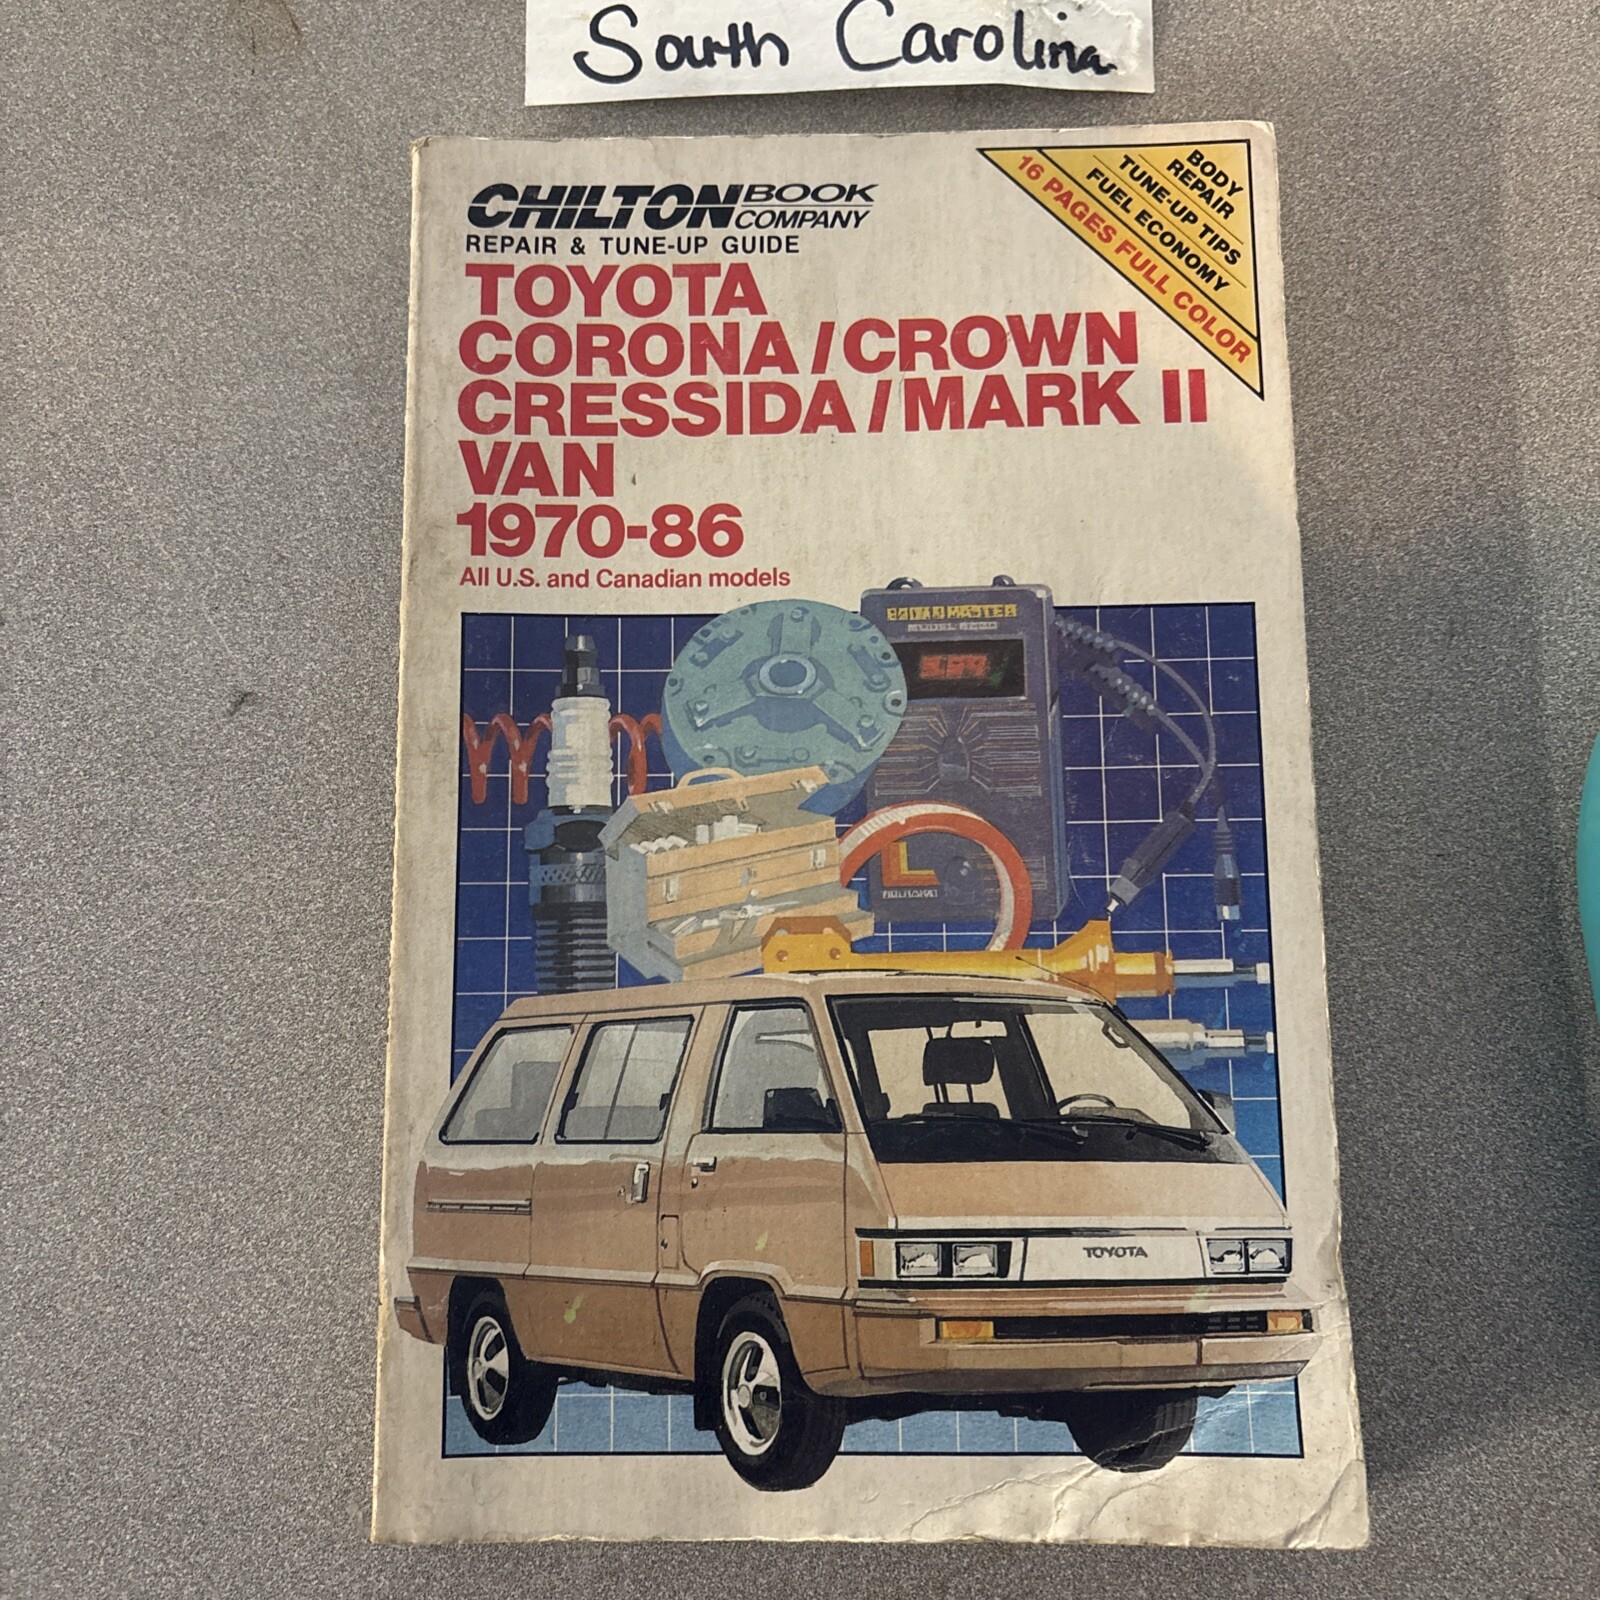 South Carolina
CHILTON BOOK COMPANY
REPAIR & TUNE-UP GUIDE
TOYOTA
CORONA/CROWN
CRESSIDA/MARK II
VAN
1970-86
All U.S. and Canadian models
BODY
REPAIR
TUNE-UP TIPS
FUEL ECONOMY
16 PAGES FULL COLOR
TOYOTA